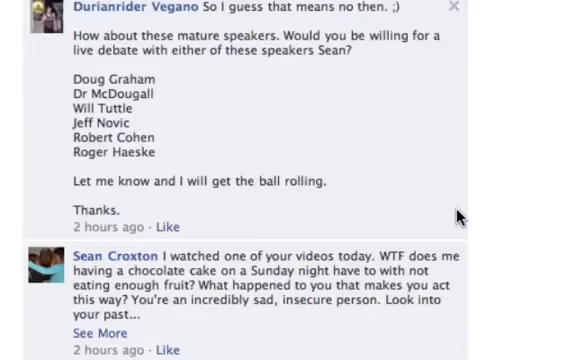 Durianrider Vegano So I guess that means no then. ;)
How about these mature speakers. Would you be willing for a
live debate with either of these speakers Sean?
Doug Graham
Dr McDougall
Will Tuttle
Jeff Novic
Robert Cohen
Roger Haeske
Let me know and I will get the ball rolling.
Thanks.
2 hours ago · Like
Sean Croxton I watched one of your videos today. WTF does me
having a chocolate cake on a Sunday night have to with not
eating enough fruit? What happened to you that makes you act
this way? You're an incredibly sad, insecure person. Look into
your past...
See More
2 hours ago · Like